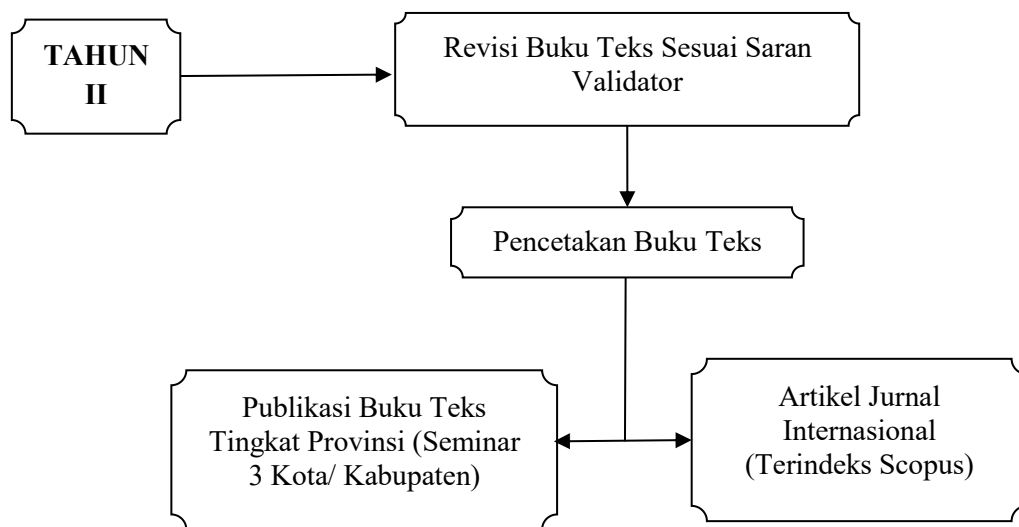 TAHUN
II
Revisi Buku Teks Sesuai Saran
Validator
Pencetakan Buku Teks
Publikasi Buku Teks
Tingkat Provinsi (Seminar
3 Kota/ Kabupaten)
Artikel Jurnal
Internasional
(Terindeks Scopus)